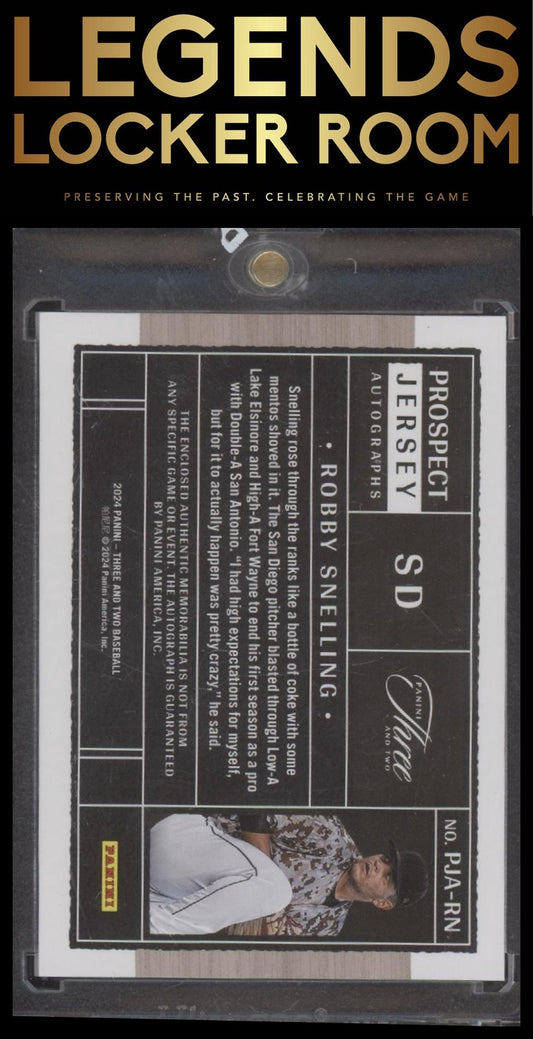 LEGENDS
LOCKER ROOM
PRESERVING THE PAST. CELEBRATING THE GAME
PROSPECT
JERSEY
AUTOGRAPHS
SD
PANINI
Three
AND TWO
NO. PJA-RN
• ROBBY SNELLING •
Snelling rose through the ranks like a bottle of coke with some
mentos shoved in it. The San Diego pitcher blasted through Low-A
Lake Elsinore and High-A Fort Wayne to end his first season as a pro
with Double-A San Antonio. "I had high expectations for myself,
but for it to actually happen was pretty crazy," he said.
THE ENCLOSED AUTHENTIC MEMORABILIA IS NOT FROM
ANY SPECIFIC GAME OR EVENT. THE AUTOGRAPH IS GUARANTEED
BY PANINI AMERICA, INC.
2024 PANINI – THREE AND TWO BASEBALL
帕尼尼 © 2024 Panini America, Inc.
PANINI